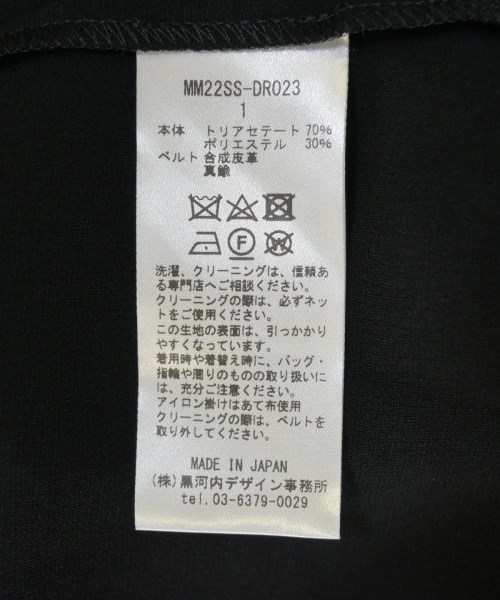 MM22SS-DR023
1
本体 トリアセテート 70%
ポリエステル 30%
ベルト 合成皮革
真鍮
F W
洗濯、クリーニングは、信頼あ
る専門店へご相談ください。
クリーニングの際は、必ずネッ
トをご使用ください。
この生地の表面は、引っかかり
やすくなっています。
着用時や着替え時に、バッグ・
指輪や周りのものの取り扱いに
は、充分ご注意ください。
アイロン掛けはあて布使用
クリーニングの際は、ベルトを
取り外してください。
MADE IN JAPAN
(株)黒河内デザイン事務所
tel.03-6379-0029